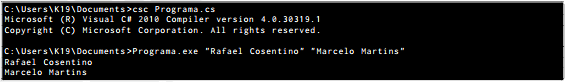 C:\Users\K19\Documents>csc Programa.cs
Microsoft (R) Visual C# 2010 Compiler version 4.0.30319.1
Copyright (C) Microsoft Corporation. All rights reserved.
C:\Users\K19\Documents>Programa.exe "Rafael Cosentino" "Marcelo Martins"
Rafael Cosentino
Marcelo Martins